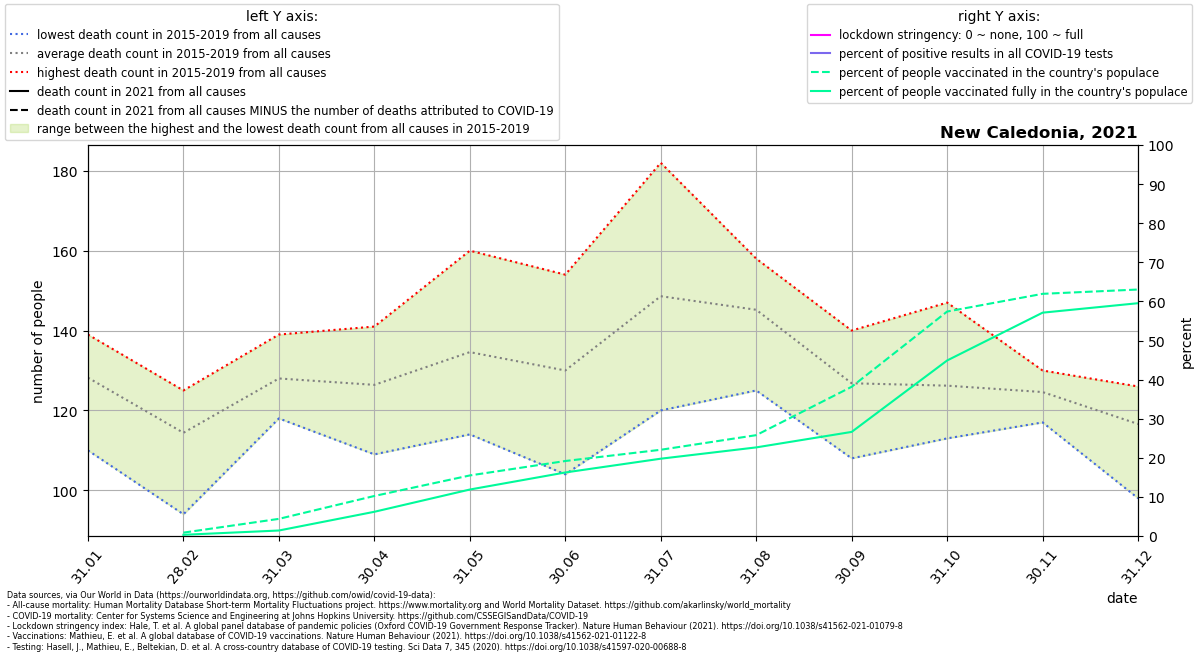 left Y axis:
lowest death count in 2015-2019 from all causes
average death count in 2015-2019 from all causes
highest death count in 2015-2019 from all causes
death count in 2021 from all causes
death count in 2021 from all causes MINUS the number of deaths attributed to COVID-19
range between the highest and the lowest death count from all causes in 2015-2019
right Y axis:
lockdown stringency: 0 ~ none, 100 ~ full
percent of positive results in all COVID-19 tests
percent of people vaccinated in the country's populace
percent of people vaccinated fully in the country's populace
New Caledonia, 2021
number of people
180
160
140
120
100
100
90
80
70
60
50
40
30
20
10
0
percent
31.01
28.02
31.03
30.04
31.05
30.06
31.07
31.08
30.09
31.10
30.11
31.12
date
Data sources, via Our World in Data (https://ourworldindata.org, https://github.com/owid/covid-19-data):
- All-cause mortality: Human Mortality Database Short-term Mortality Fluctuations project. https://www.mortality.org and World Mortality Dataset. https://github.com/akarlinsky/world_mortality
- COVID-19 mortality: Center for Systems Science and Engineering at Johns Hopkins University. https://github.com/CSSEGISandData/COVID-19
- Lockdown stringency index: Hale, T. et al. A global panel database of pandemic policies (Oxford COVID-19 Government Response Tracker). Nature Human Behaviour (2021). https://doi.org/10.1038/s41562-021-01079-8
- Vaccinations: Mathieu, E. et al. A global database of COVID-19 vaccinations. Nature Human Behaviour (2021). https://doi.org/10.1038/s41562-021-01122-8
- Testing: Hasell, J., Mathieu, E., Beltekian, D. et al. A cross-country database of COVID-19 testing. Sci Data 7, 345 (2020). https://doi.org/10.1038/s41597-020-00688-8